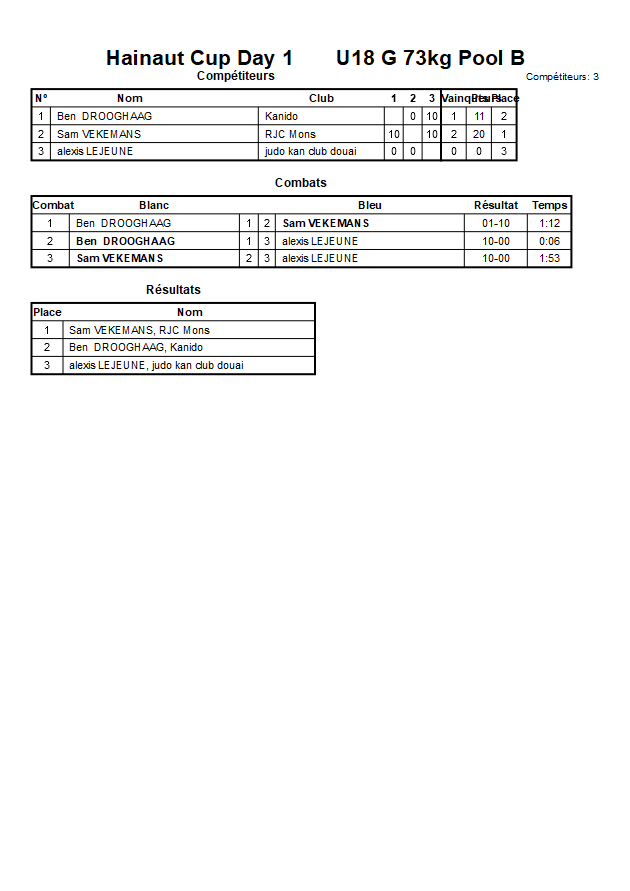 Hainaut Cup Day 1 U18 G 73kg Pool B
Compétiteurs Compétiteurs: 3
Nº Nom Club 1 2 3 Vainqueurs Pts Place
1 Ben DROOGHAAG Kanido 0 10 1 11 2
2 Sam VEKEMANS RJC Mons 10 10 2 20 1
3 alexis LEJEUNE judo kan club douai 0 0 0 0 3
Combats
Combat Blanc Bleu Résultat Temps
1 Ben DROOGHAAG 1 2 Sam VEKEMANS 01-10 1:12
2 Ben DROOGHAAG 1 3 alexis LEJEUNE 10-00 0:06
3 Sam VEKEMANS 2 3 alexis LEJEUNE 10-00 1:53
Résultats
Place Nom
1 Sam VEKEMANS, RJC Mons
2 Ben DROOGHAAG, Kanido
3 alexis LEJEUNE, judo kan club douai